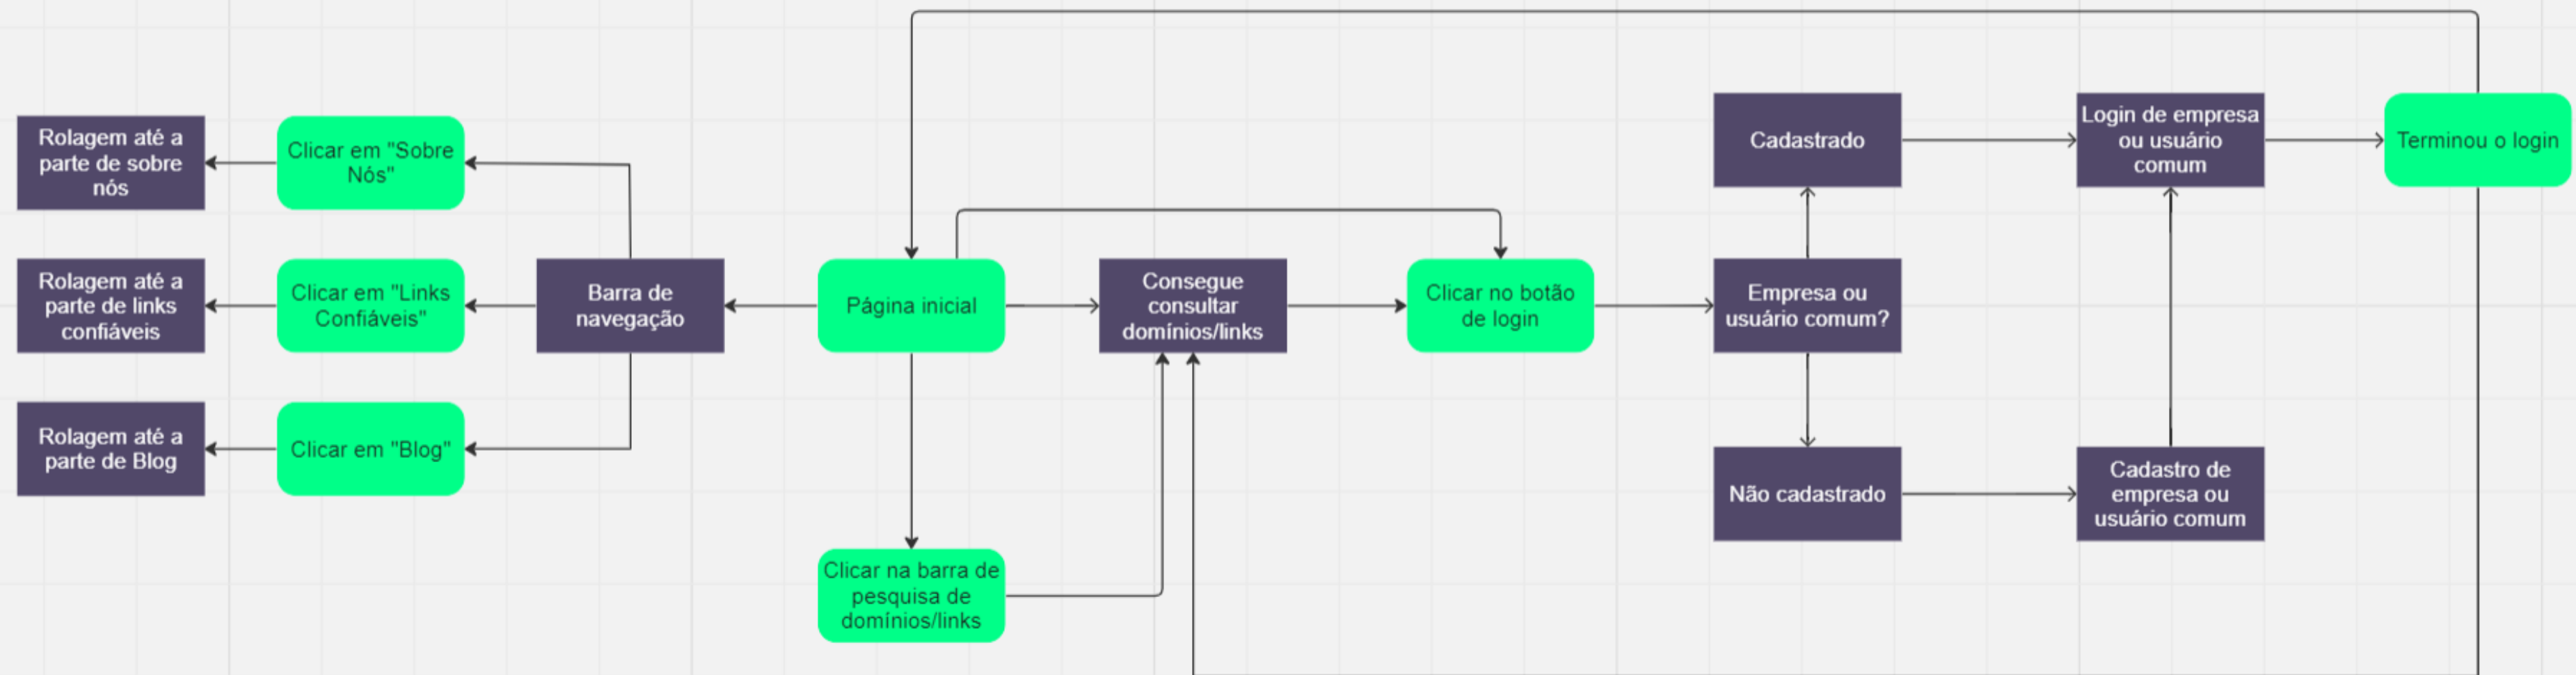 Rolagem até a
parte de sobre
nós
Clicar em "Sobre
Nós"
Rolagem até a
parte de links
confiáveis
Clicar em "Links
Confiáveis"
Barra de
navegação
Rolagem até a
parte de Blog
Clicar em "Blog"
Página inicial
Clicar na barra de
pesquisa de
domínios/links
Consegue
consultar
domínios/links
Clicar no botão
de login
Empresa ou
usuário comum?
Cadastrado
Não cadastrado
Login de empresa
ou usuário
comum
Cadastro de
empresa ou
usuário comum
Terminou o login